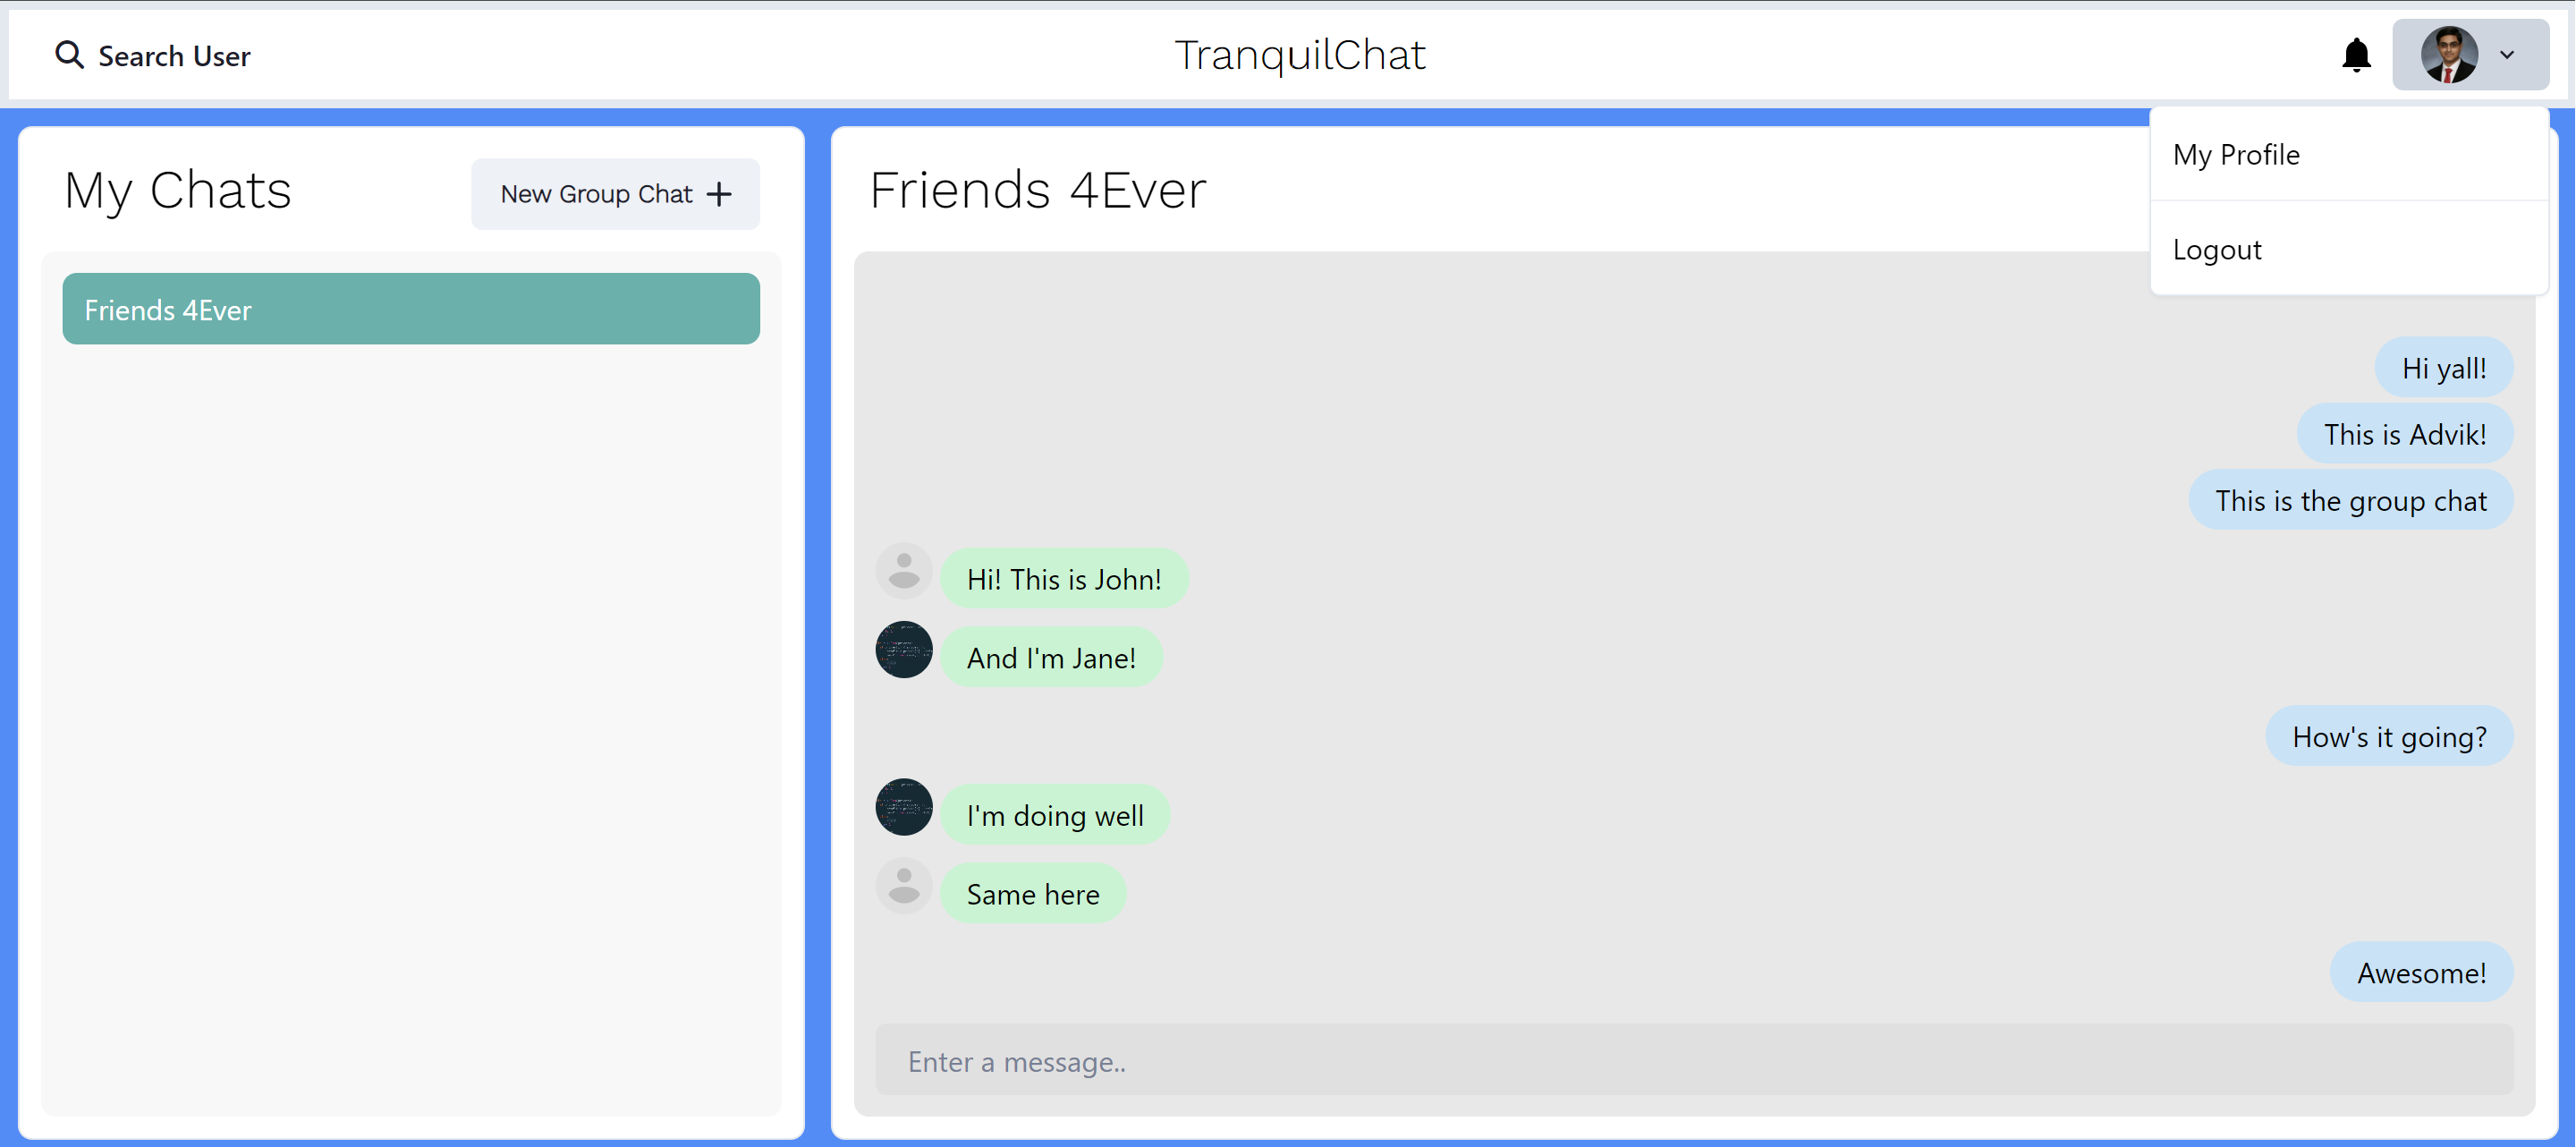 Search User
TranquilChat
My Profile
Logout
My Chats
New Group Chat
Friends 4Ever
Friends 4Ever
Hi yall!
This is Advik!
This is the group chat
Hi! This is John!
And I'm Jane!
How's it going?
I'm doing well
Same here
Awesome!
Enter a message..